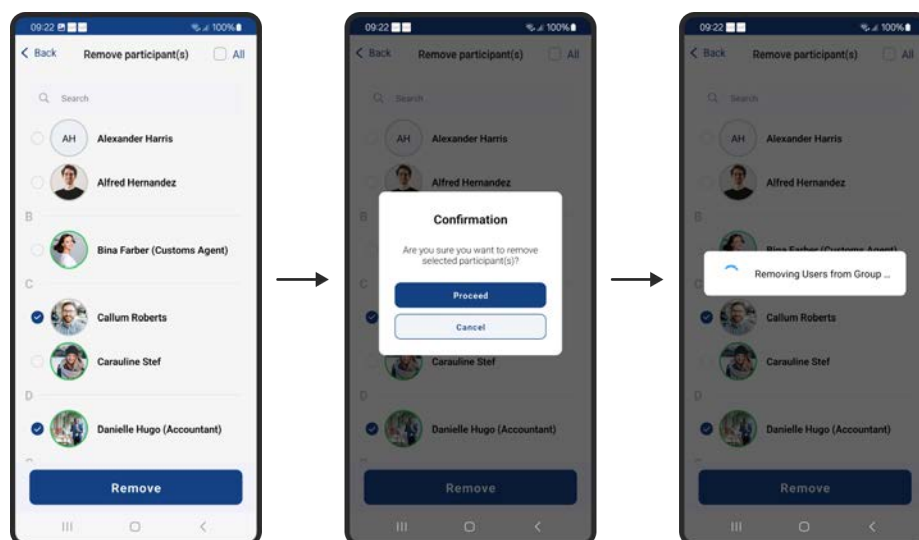 09:22
100%
Back
Remove participant(s)
All
Search
AH
Alexander Harris
Alfred Hernandez
B
Bina Farber (Customs Agent)
C
Callum Roberts
Carauline Stef
D
Danielle Hugo (Accountant)
Remove
09:22
100%
Back
Remove participant(s)
All
Search
AH
Alexander Harris
Alfred Hernandez
B
Confirmation
Are you sure you want to remove
selected participant(s)?
Proceed
Cancel
C
Carauline Stef
D
Danielle Hugo (Accountant)
Remove
09:22
100%
Back
Remove participant(s)
All
Search
AH
Alexander Harris
Alfred Hernandez
B
Bina Farber (Customs Agent)
Removing Users from Group ...
C
Callum Roberts
Carauline Stef
D
Danielle Hugo (Accountant)
Remove